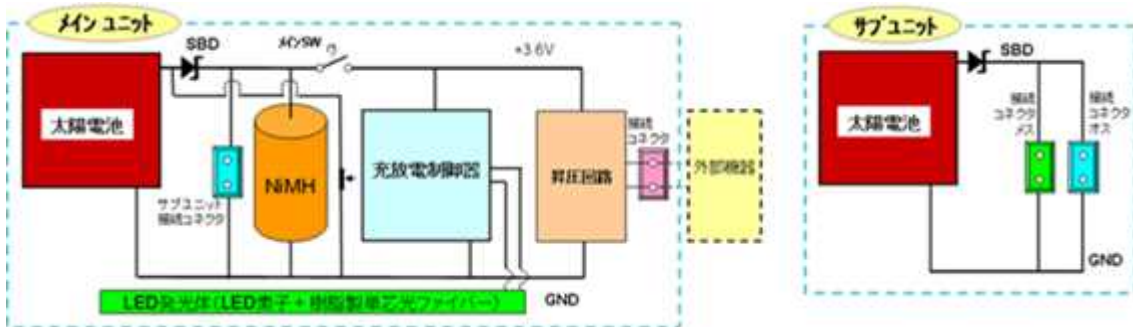 メイン ユニット
SBD
メインSW
+3.6V
太陽電池
サブユニット
接続コネクタ
NiMH
充放電制御器
昇圧回路
接続
コネクタ
外部機器
LED発光体(LED素子+樹脂製単芯光ファイバー)
GND
サブユニット
SBD
太陽電池
接続
コネクタ
メス
接続
コネクタ
オス
GND